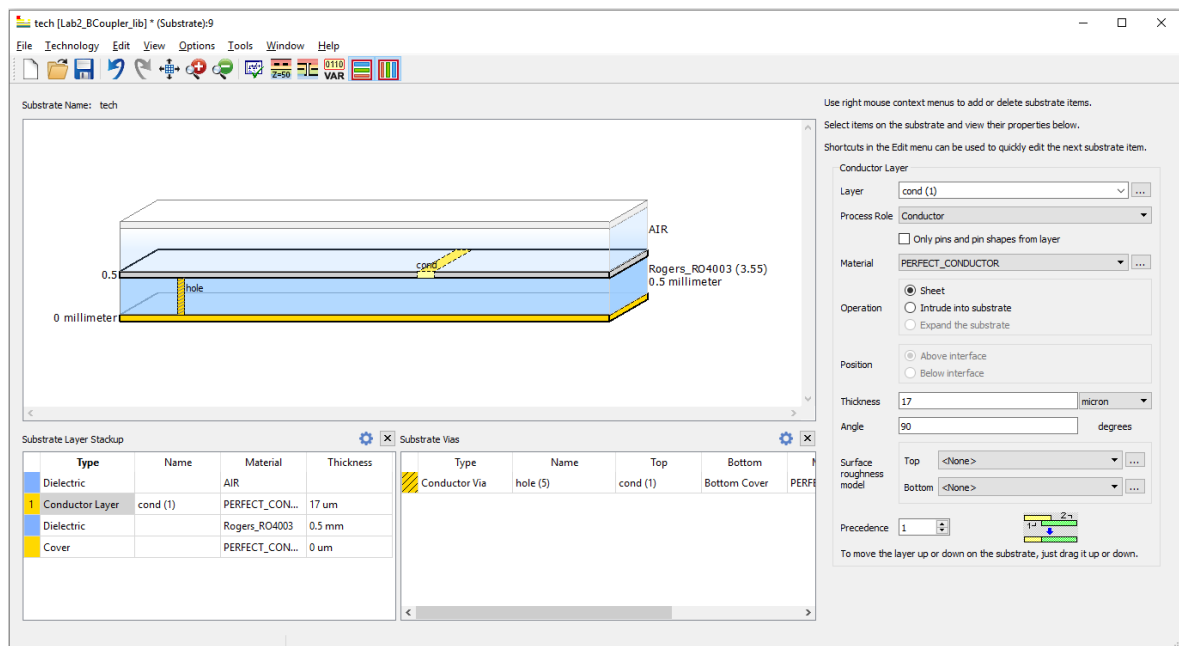 tech [Lab2_BCoupler_lib] * (Substrate):9
File Technology Edit View Options Tools Window Help
Z=50
0110
VAR
Substrate Name: tech
Use right mouse context menus to add or delete substrate items.
Select items on the substrate and view their properties below.
Shortcuts in the Edit menu can be used to quickly edit the next substrate item.
AIR
cond
0.5
Rogers_RO4003 (3.55)
0.5 millimeter
hole
0 millimeter
Conductor Layer
Layer cond (1) ...
Process Role Conductor
Only pins and pin shapes from layer
Material PERFECT_CONDUCTOR ...
Operation
Sheet
Intrude into substrate
Expand the substrate
Position
Above interface
Below interface
Thickness 17 micron
Angle 90 degrees
Surface roughness model
Top <None> ...
Bottom <None> ...
Precedence 1
1 2
To move the layer up or down on the substrate, just drag it up or down.
Substrate Layer Stackup
Type Name Material Thickness
Dielectric AIR
1 Conductor Layer cond (1) PERFECT_CON... 17 um
Dielectric Rogers_RO4003 0.5 mm
Cover PERFECT_CON... 0 um
Substrate Vias
Type Name Top Bottom
Conductor Via hole (5) cond (1) Bottom Cover PERFE